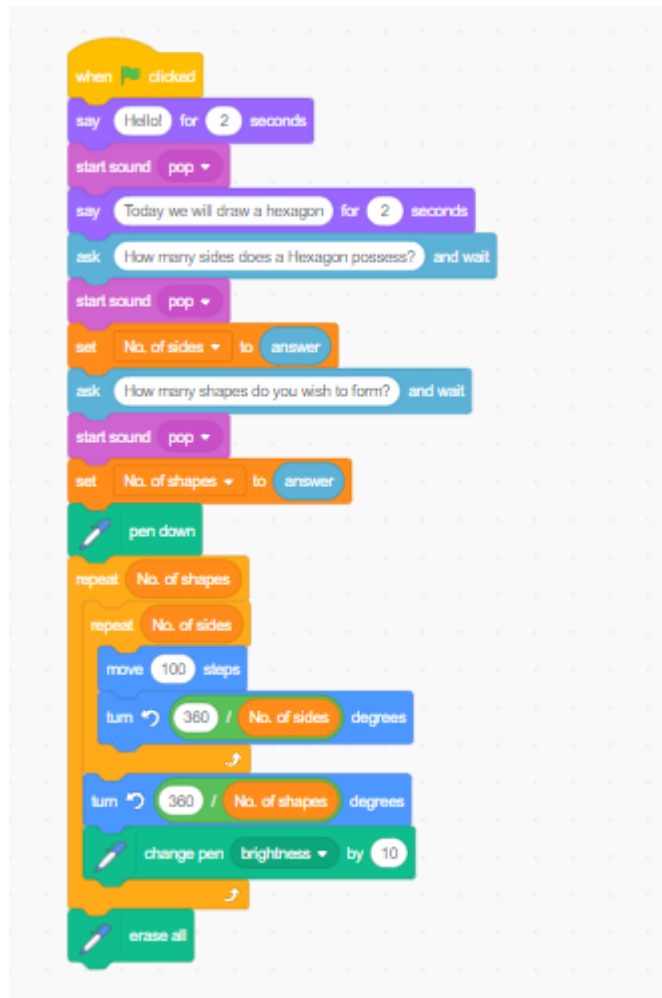 when clicked
say Hello! for 2 seconds
start sound pop
say Today we will draw a hexagon for 2 seconds
ask How many sides does a Hexagon possess? and wait
start sound pop
set No. of sides to answer
ask How many shapes do you wish to form? and wait
start sound pop
set No. of shapes to answer
pen down
repeat No. of shapes
repeat No. of sides
move 100 steps
turn 360 / No. of sides degrees
turn 360 / No. of shapes degrees
change pen brightness by 10
erase all